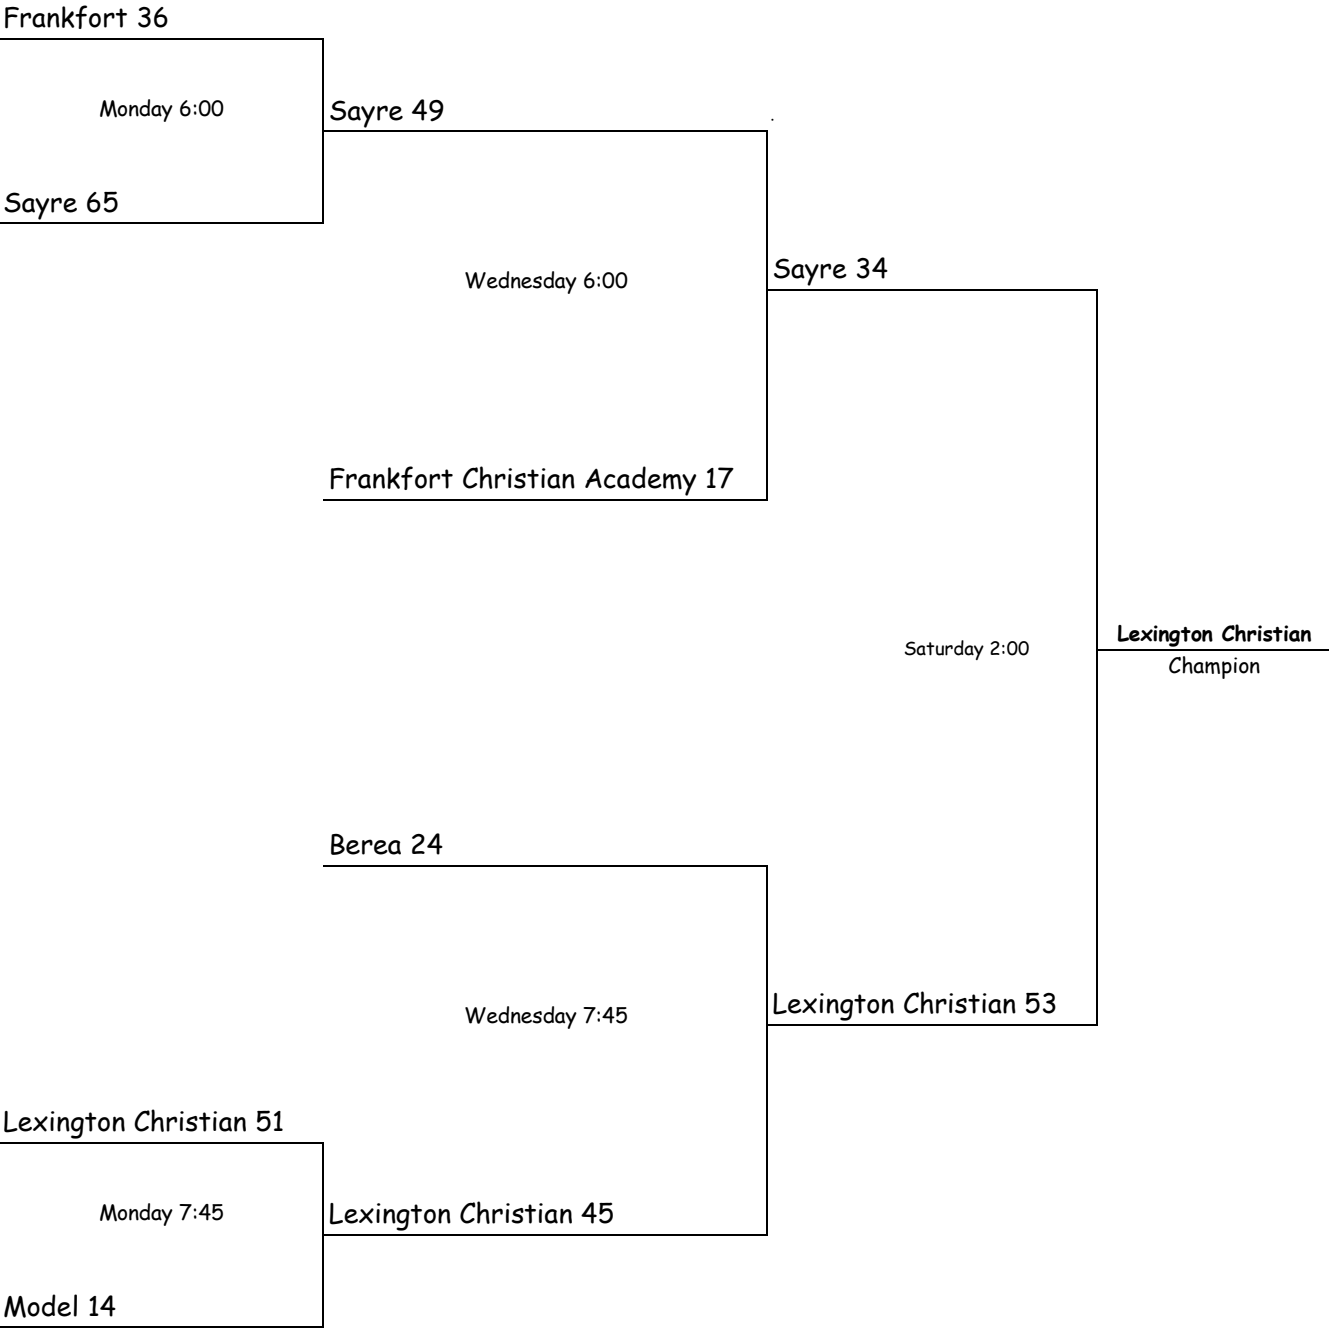 Frankfort 36
Monday 6:00
Sayre 49
.
Sayre 65
Wednesday 6:00
Sayre 34
Frankfort Christian Academy 17
Saturday 2:00
Lexington Christian
Champion
Berea 24
Wednesday 7:45
Lexington Christian 53
Lexington Christian 51
Monday 7:45
Lexington Christian 45
Model 14